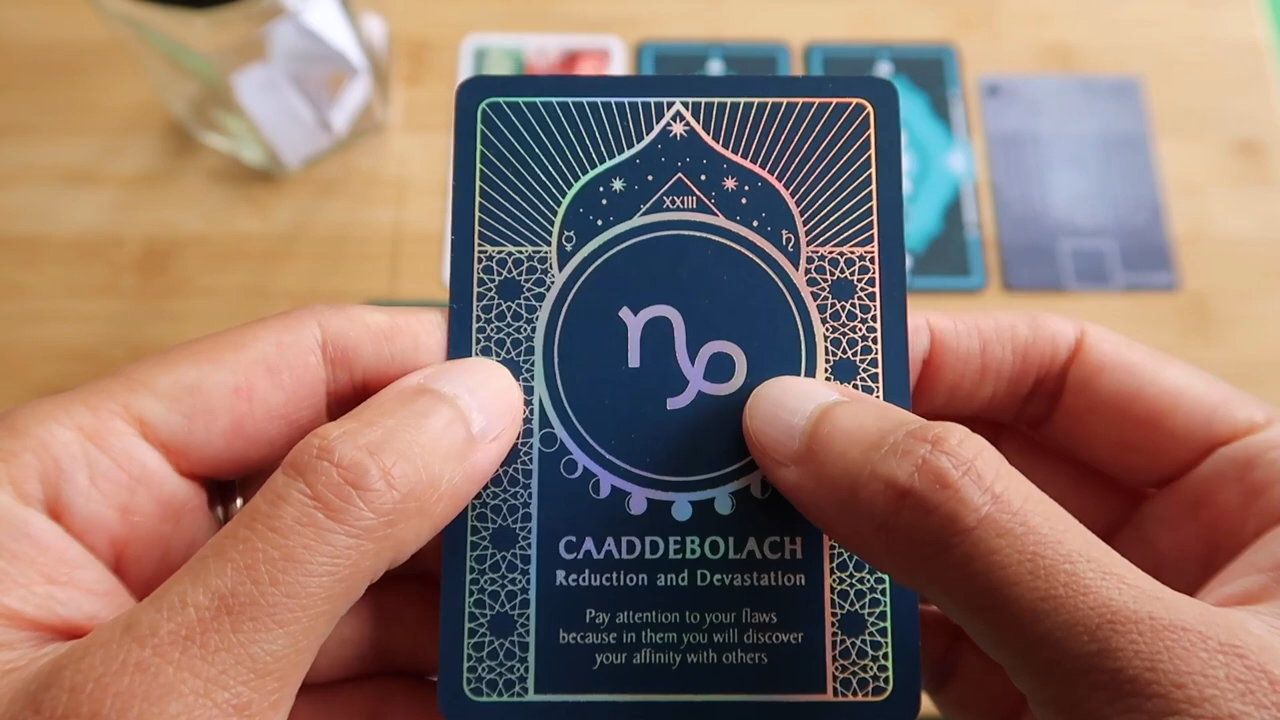 XXIII
☿ ♄
♑
CAADDEBOLACH
Reduction and Devastation
Pay attention to your flaws
because in them you will discover
your affinity with others